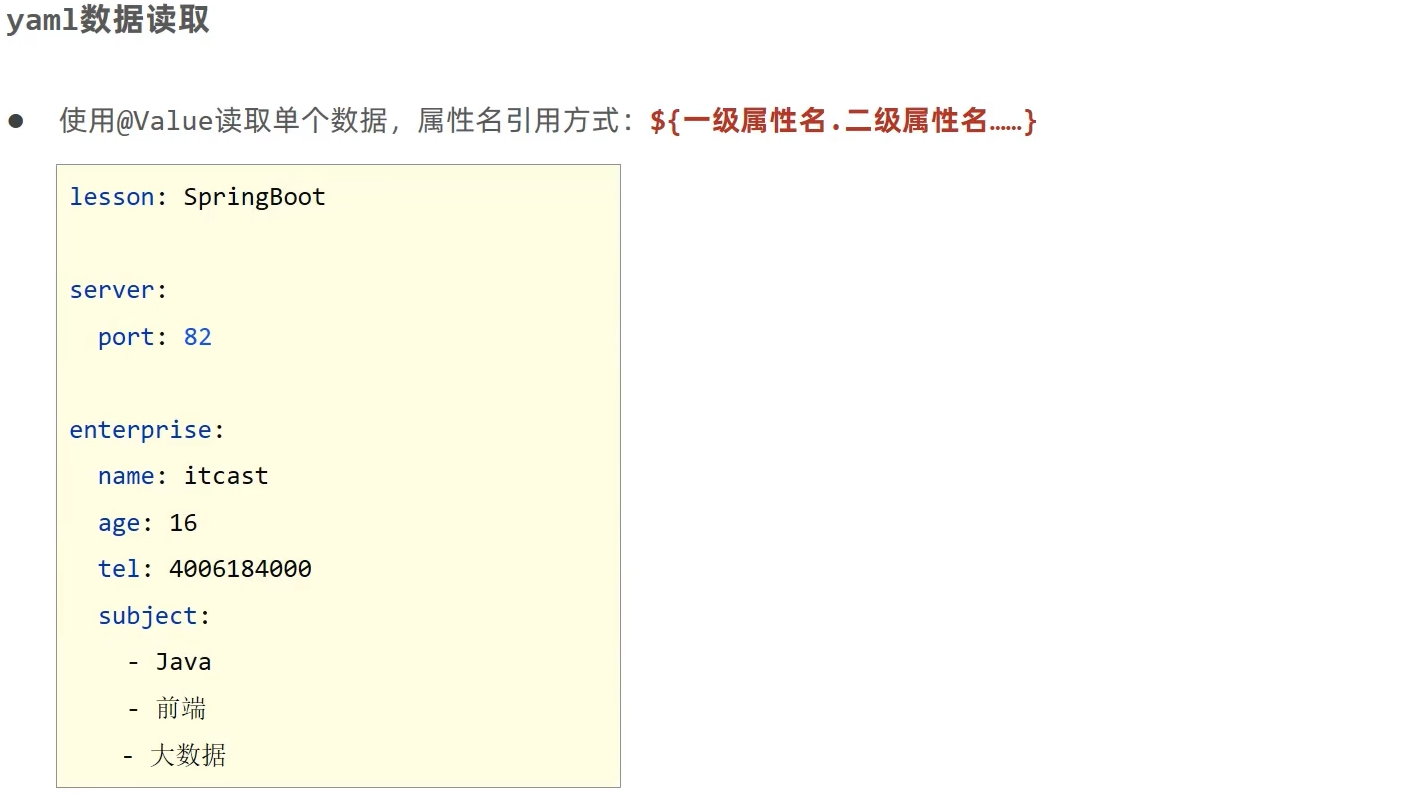 yaml数据读取
● 使用@Value读取单个数据，属性名引用方式：${一级属性名.二级属性名……}
lesson: SpringBoot
server:
  port: 82
enterprise:
  name: itcast
  age: 16
  tel: 4006184000
  subject:
    - Java
    - 前端
    - 大数据